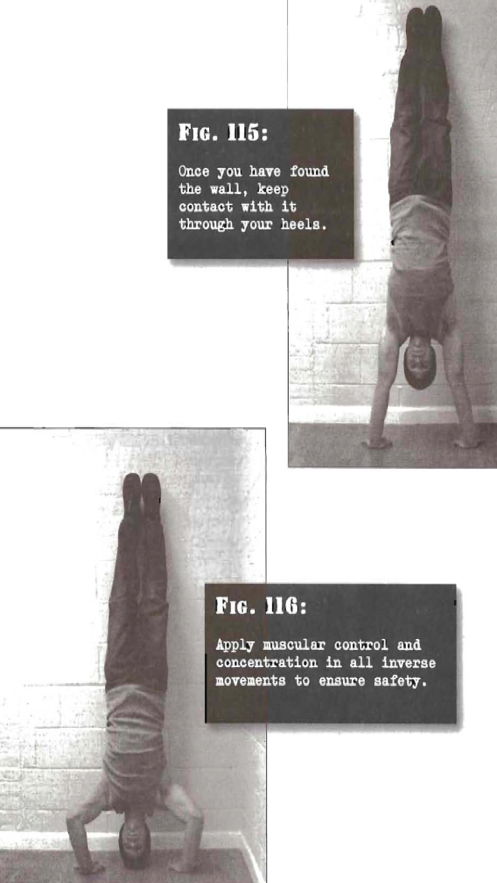 FIG. 115:
Once you have found
the wall, keep
contact with it
through your heels.
FIG. 116:
Apply muscular control and
concentration in all inverse
movements to ensure safety.